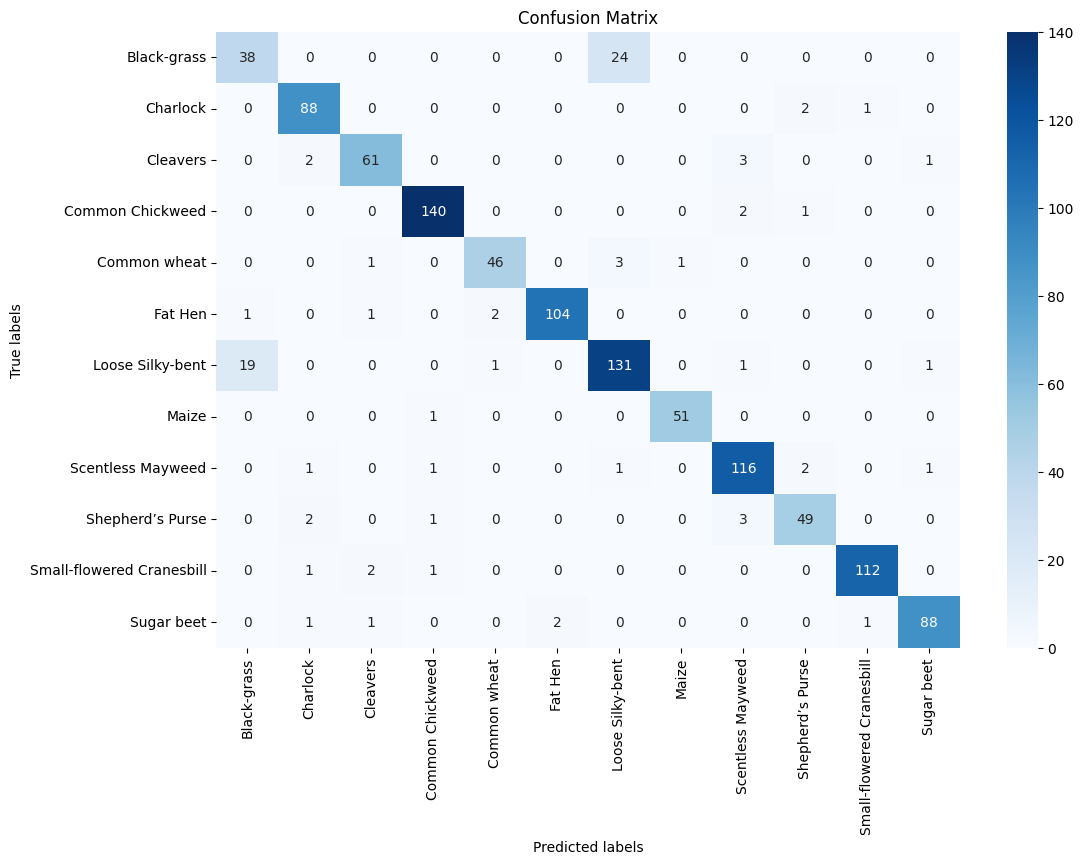 Confusion Matrix
True labels
Black-grass 38 0 0 0 0 0 24 0 0 0 0 0
Charlock 0 88 0 0 0 0 0 0 0 2 1 0
Cleavers 0 2 61 0 0 0 0 0 3 0 0 1
Common Chickweed 0 0 0 140 0 0 0 0 2 1 0 0
Common wheat 0 0 1 0 46 0 3 1 0 0 0 0
Fat Hen 1 0 1 0 2 104 0 0 0 0 0 0
Loose Silky-bent 19 0 0 0 1 0 131 0 1 0 0 1
Maize 0 0 0 1 0 0 0 51 0 0 0 0
Scentless Mayweed 0 1 0 1 0 0 1 0 116 2 0 1
Shepherd’s Purse 0 2 0 1 0 0 0 0 3 49 0 0
Small-flowered Cranesbill 0 1 2 1 0 0 0 0 0 0 112 0
Sugar beet 0 1 1 0 0 2 0 0 0 0 1 88
Black-grass
Charlock
Cleavers
Common Chickweed
Common wheat
Fat Hen
Loose Silky-bent
Maize
Scentless Mayweed
Shepherd’s Purse
Small-flowered Cranesbill
Sugar beet
Predicted labels
140
120
100
80
60
40
20
0